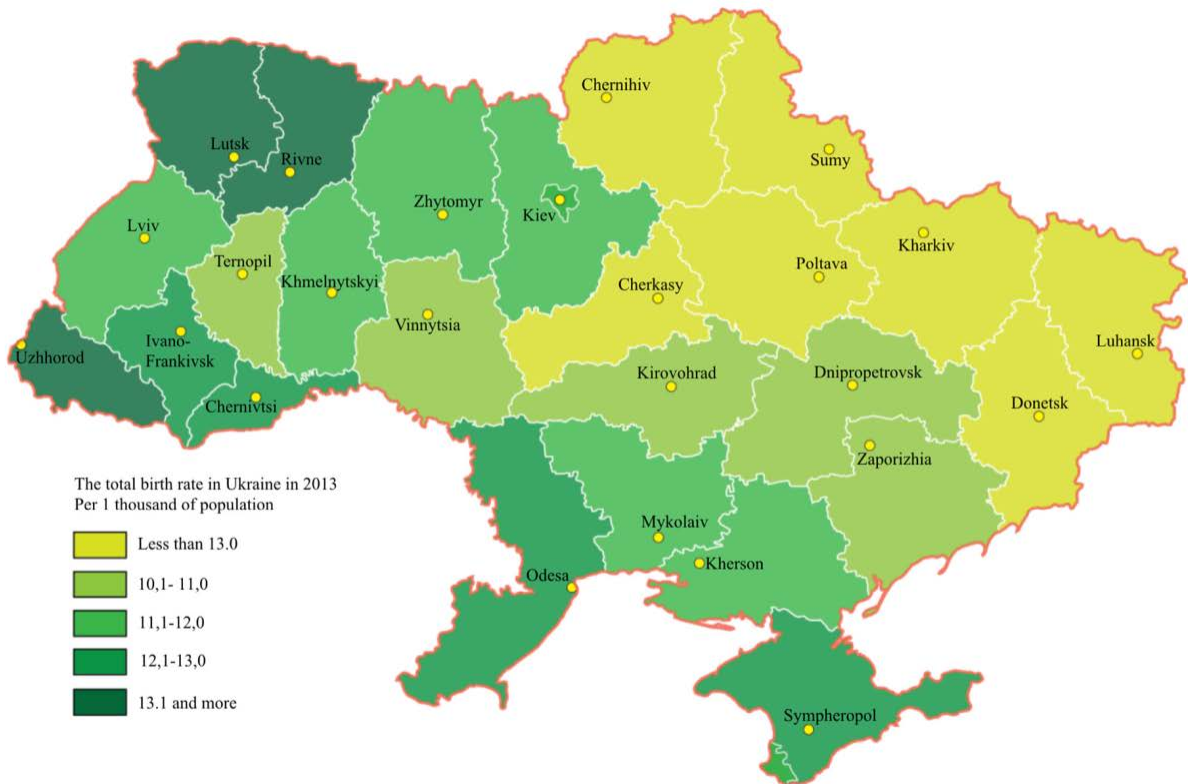 Chernihiv
Sumy
Lutsk
Rivne
Zhytomyr
Kiev
Lviv
Kharkiv
Ternopil
Khmelnytskyi
Cherkasy
Poltava
Vinnytsia
Uzhhorod
Ivano-
Frankivsk
Luhansk
Kirovohrad
Dnipropetrovsk
Chernivtsi
Donetsk
Zaporizhia
The total birth rate in Ukraine in 2013
Per 1 thousand of population
Less than 13.0
10,1- 11,0
11,1-12,0
12,1-13,0
13.1 and more
Mykolaiv
Kherson
Odesa
Sympheropol